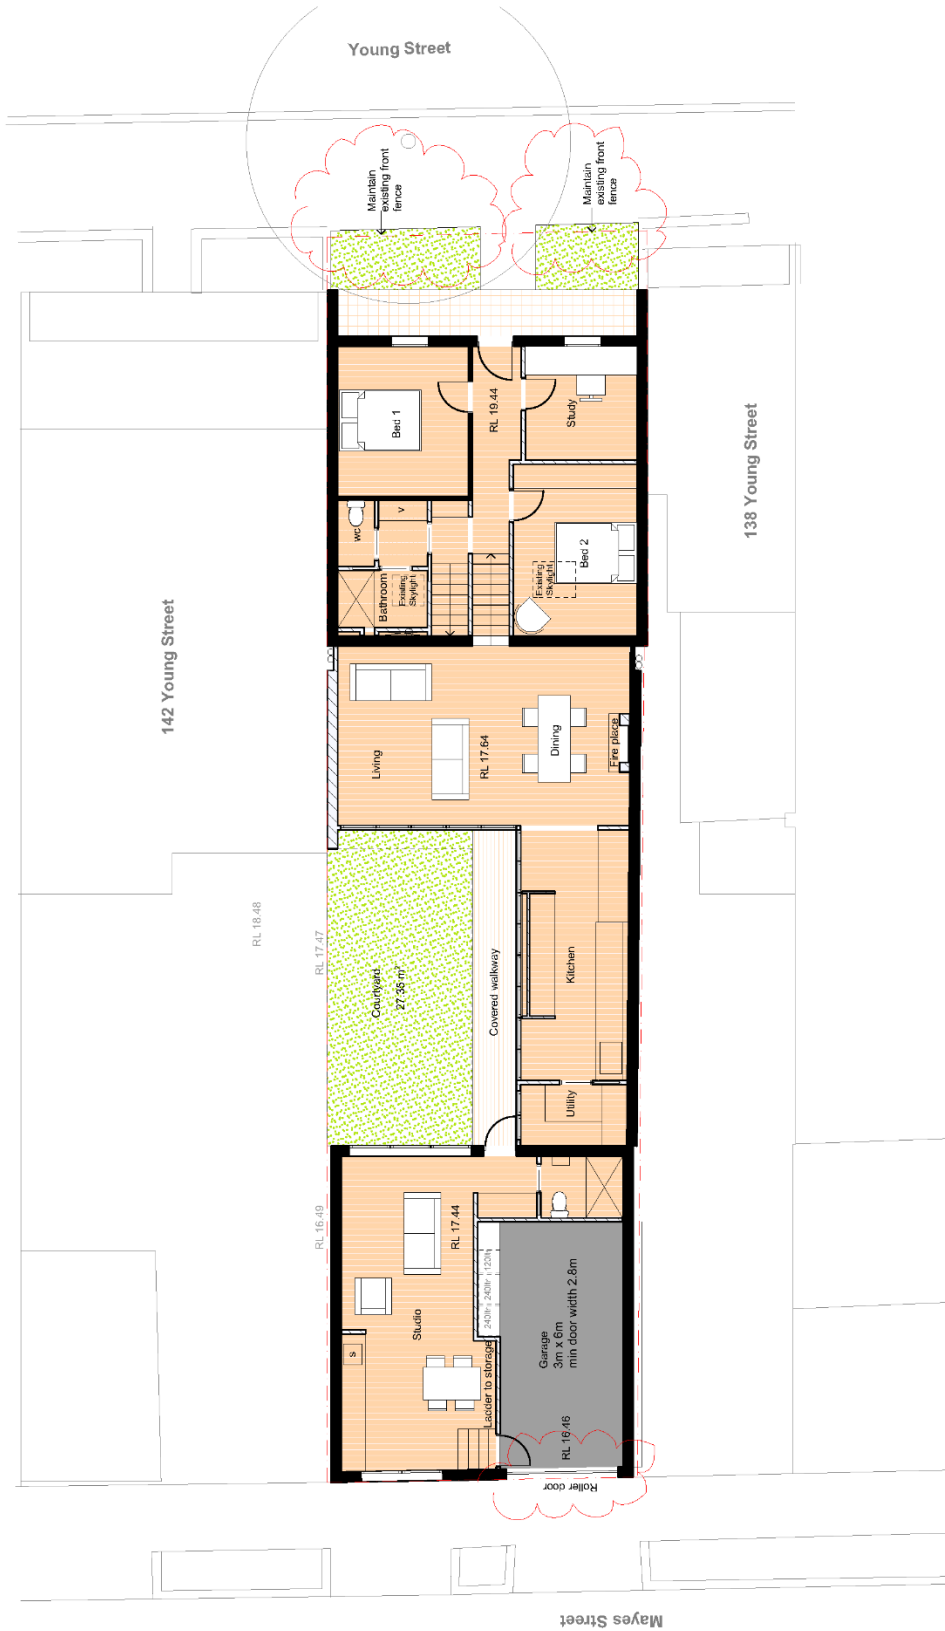 Young Street
Maintain
existing front
fence
Maintain
existing front
fence
Bed 1
RL 19.44
Study
138 Young Street
wc
v
Bathroom
Existing
Skylight
Existing
Skylight
Bed 2
142 Young Street
Living
RL 17.64
Dining
Fire place
RL 18.48
RL 17.47
Courtyard
27.35 m²
Covered walkway
Kitchen
Utility
RL 16.49
RL 17.44
240ltr
240ltr
120ltr
Studio
s
Ladder to storage
Garage
3m x 6m
min door width 2.8m
RL 16.46
Roller door
Mayes Street